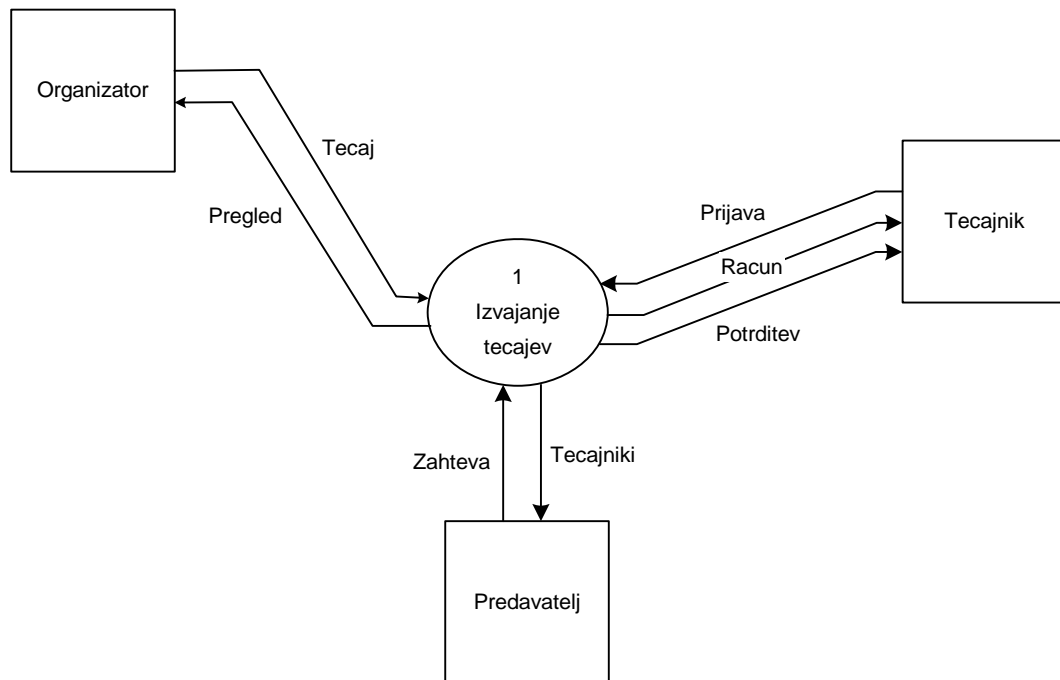 Organizator
Tecaj
Pregled
Prijava
Tecajnik
Racun
1
Izvajanje
tecajev
Potrditev
Zahteva
Tecajniki
Predavatelj